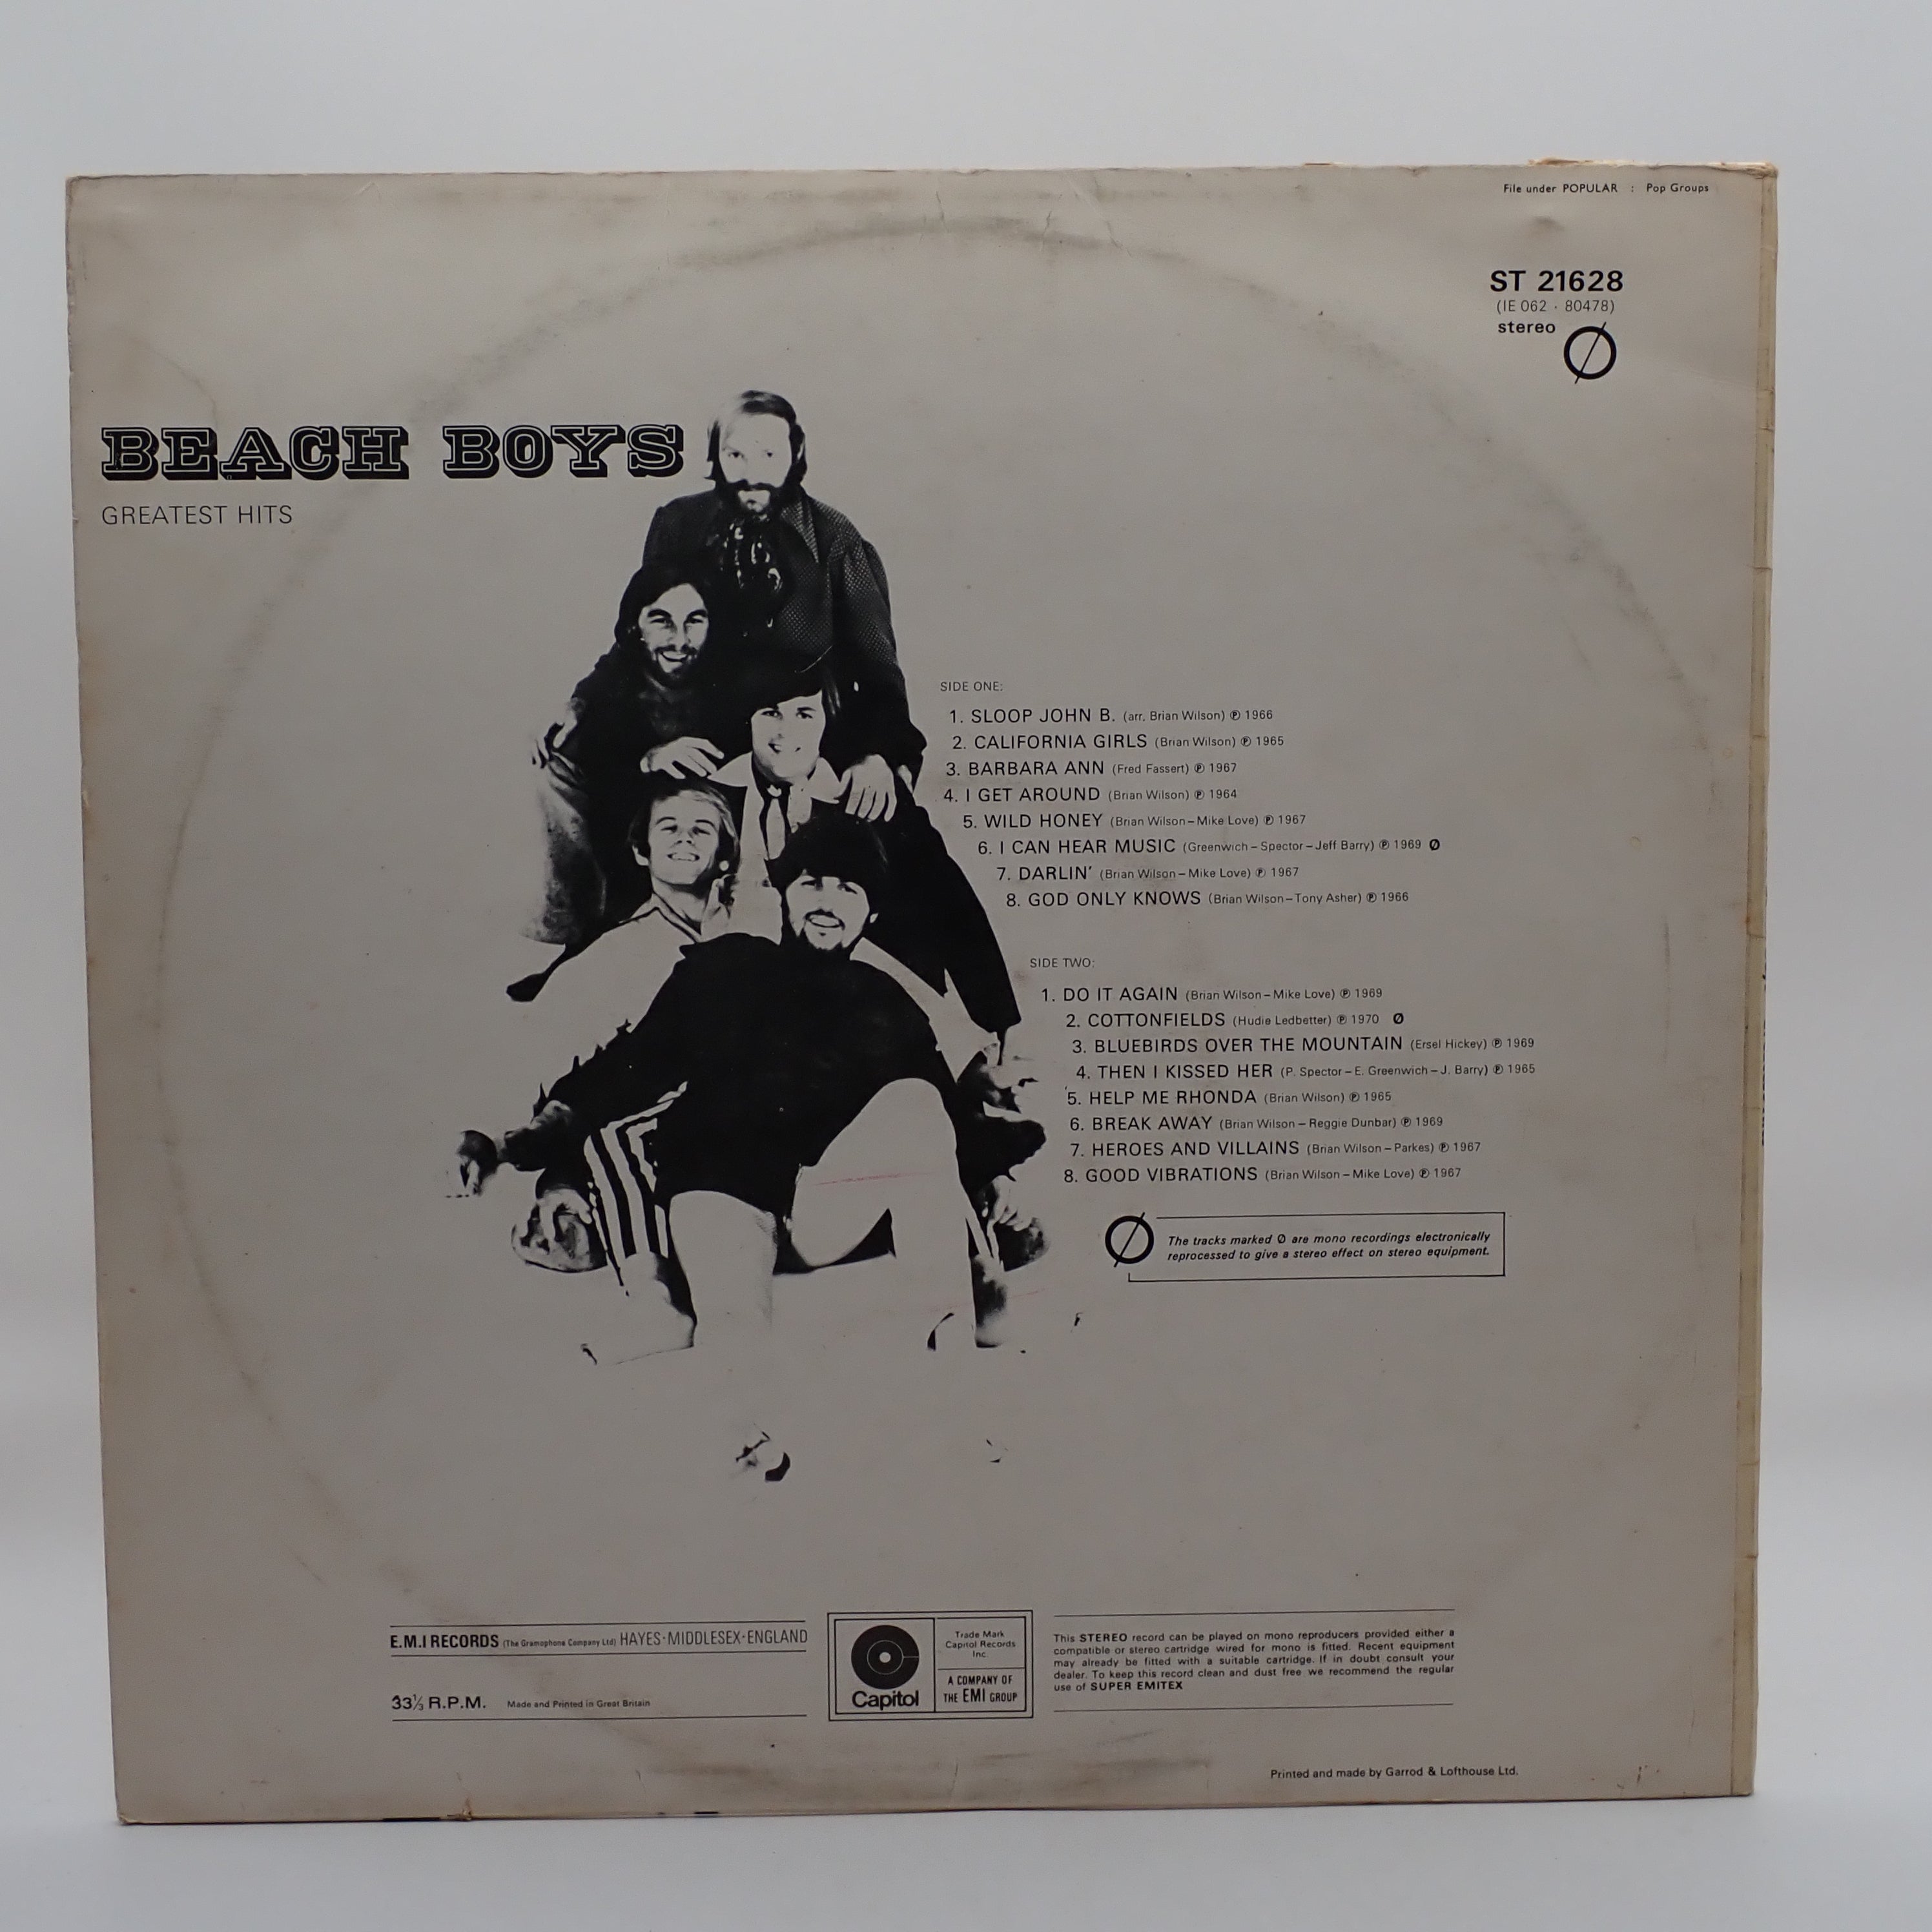 File under POPULAR : Pop Groups
ST 21628
(IE 062 · 80478)
stereo
BEACH BOYS
GREATEST HITS
SIDE ONE:
1. SLOOP JOHN B. (arr. Brian Wilson) ℗ 1966
2. CALIFORNIA GIRLS (Brian Wilson) ℗ 1965
3. BARBARA ANN (Fred Fassert) ℗ 1967
4. I GET AROUND (Brian Wilson) ℗ 1964
5. WILD HONEY (Brian Wilson–Mike Love) ℗ 1967
6. I CAN HEAR MUSIC (Greenwich–Spector–Jeff Barry) ℗ 1969 Ø
7. DARLIN' (Brian Wilson–Mike Love) ℗ 1967
8. GOD ONLY KNOWS (Brian Wilson–Tony Asher) ℗ 1966
SIDE TWO:
1. DO IT AGAIN (Brian Wilson–Mike Love) ℗ 1969
2. COTTONFIELDS (Hudie Ledbetter) ℗ 1970 Ø
3. BLUEBIRDS OVER THE MOUNTAIN (Ersel Hickey) ℗ 1969
4. THEN I KISSED HER (P. Spector–E. Greenwich–J. Barry) ℗ 1965
5. HELP ME RHONDA (Brian Wilson) ℗ 1965
6. BREAK AWAY (Brian Wilson–Reggie Dunbar) ℗ 1969
7. HEROES AND VILLAINS (Brian Wilson–Parkes) ℗ 1967
8. GOOD VIBRATIONS (Brian Wilson–Mike Love) ℗ 1967
The tracks marked Ø are mono recordings electronically
reprocessed to give a stereo effect on stereo equipment.
E.M.I RECORDS (The Gramophone Company Ltd) HAYES·MIDDLESEX·ENGLAND
33⅓ R.P.M. Made and Printed in Great Britain
Capitol
Trade Mark
Capitol Records
Inc
A COMPANY OF
THE EMI GROUP
This STEREO record can be played on mono reproducers provided either a
compatible or stereo cartridge wired for mono is fitted. Recent equipment
may already be fitted with a suitable cartridge. If in doubt consult your
dealer. To keep this record clean and dust free we recommend the regular
use of SUPER EMITEX
Printed and made by Garrod & Lofthouse Ltd.